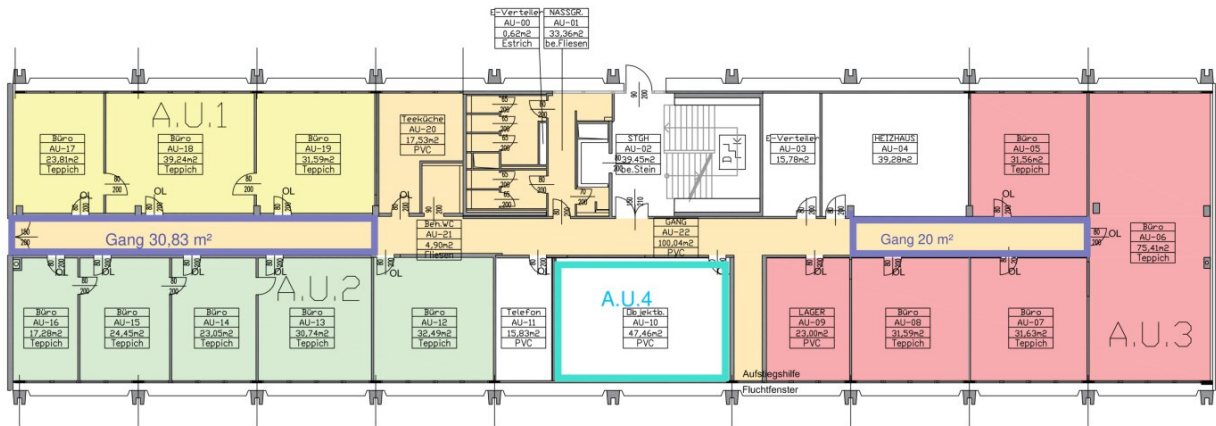 E-Verteiler
AU-00
0,62m2
Estrich
NASSGR.
AU-01
33,36m2
be.Fliesen
A.U.1
Büro
AU-17
23,81m2
Teppich
Büro
AU-18
39,24m2
Teppich
Büro
AU-19
31,59m2
Teppich
Teeküche
AU-20
17,53m2
PVC
STGH
AU-02
39.45m2
be.Stein
E-Verteiler
AU-03
15,78m2
HEIZHAUS
AU-04
39,28m2
Büro
AU-05
31,56m2
Teppich
Büro
AU-06
75,41m2
Teppich
Gang 30,83 m²
Beh.WC
AU-21
4,90m2
Fliesen
GANG
AU-22
100,04m2
PVC
Gang 20 m²
A.U.2
Büro
AU-16
17,28m2
Teppich
Büro
AU-15
24,45m2
Teppich
Büro
AU-14
23,05m2
Teppich
Büro
AU-13
30,74m2
Teppich
Büro
AU-12
32,49m2
Teppich
Telefon
AU-11
15,83m2
PVC
A.U.4
Objektb.
AU-10
47,46m2
PVC
LAGER
AU-09
23,00m2
PVC
Büro
AU-08
31,59m2
Teppich
Büro
AU-07
31,63m2
Teppich
A.U.3
Aufstiegshilfe
Fluchtfenster